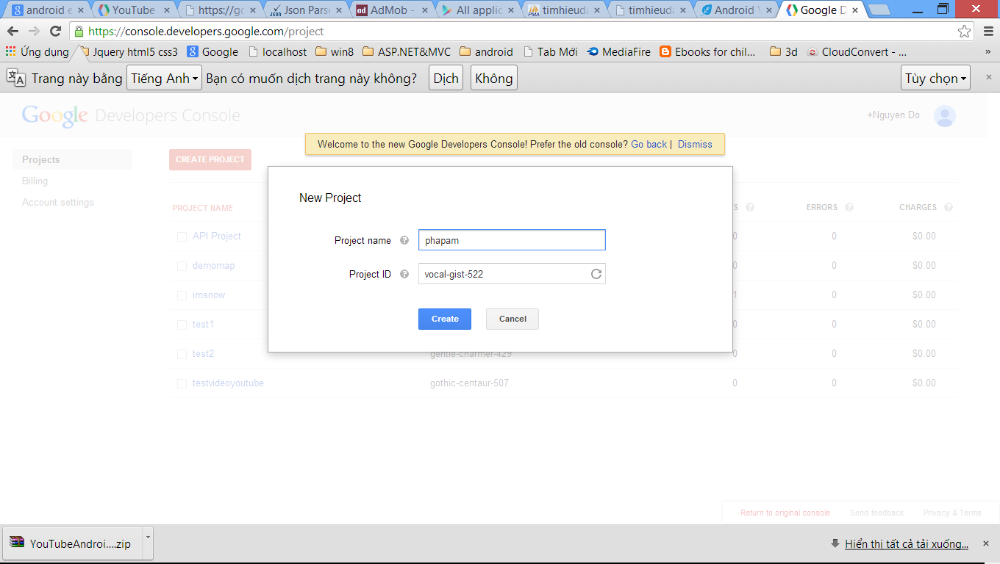 android e
YouTube
https://go
Json Parse
AdMob -
All applic
timhieuda
timhieuda
Android Y
Google D
https://console.developers.google.com/project
Ứng dụng
Jquery html5 css3
Google
localhost
win8
ASP.NET&MVC
android
Tab Mới
MediaFire
Ebooks for chil...
3d
CloudConvert - ...
»
Trang này bằng Tiếng Anh Bạn có muốn dịch trang này không? Dịch Không Tùy chọn
Google Developers Console
+Nguyen Do
Welcome to the new Google Developers Console! Prefer the old console? Go back | Dismiss
Projects
Billing
Account settings
CREATE PROJECT
New Project
Project name
phapam
Project ID
vocal-gist-522
Create
Cancel
PROJECT NAME S ERRORS CHARGES
API Project 0 0 $0.00
demomap 0 0 $0.00
imsnow 1 0 $0.00
test1 0 0 $0.00
test2 gentle-charmer-429 0 0 $0.00
testvideoyoutube gothic-centaur-507 0 0 $0.00
Return to original console Send feedback Privacy & Terms
YouTubeAndroi....zip
Hiển thị tất cả tải xuống...